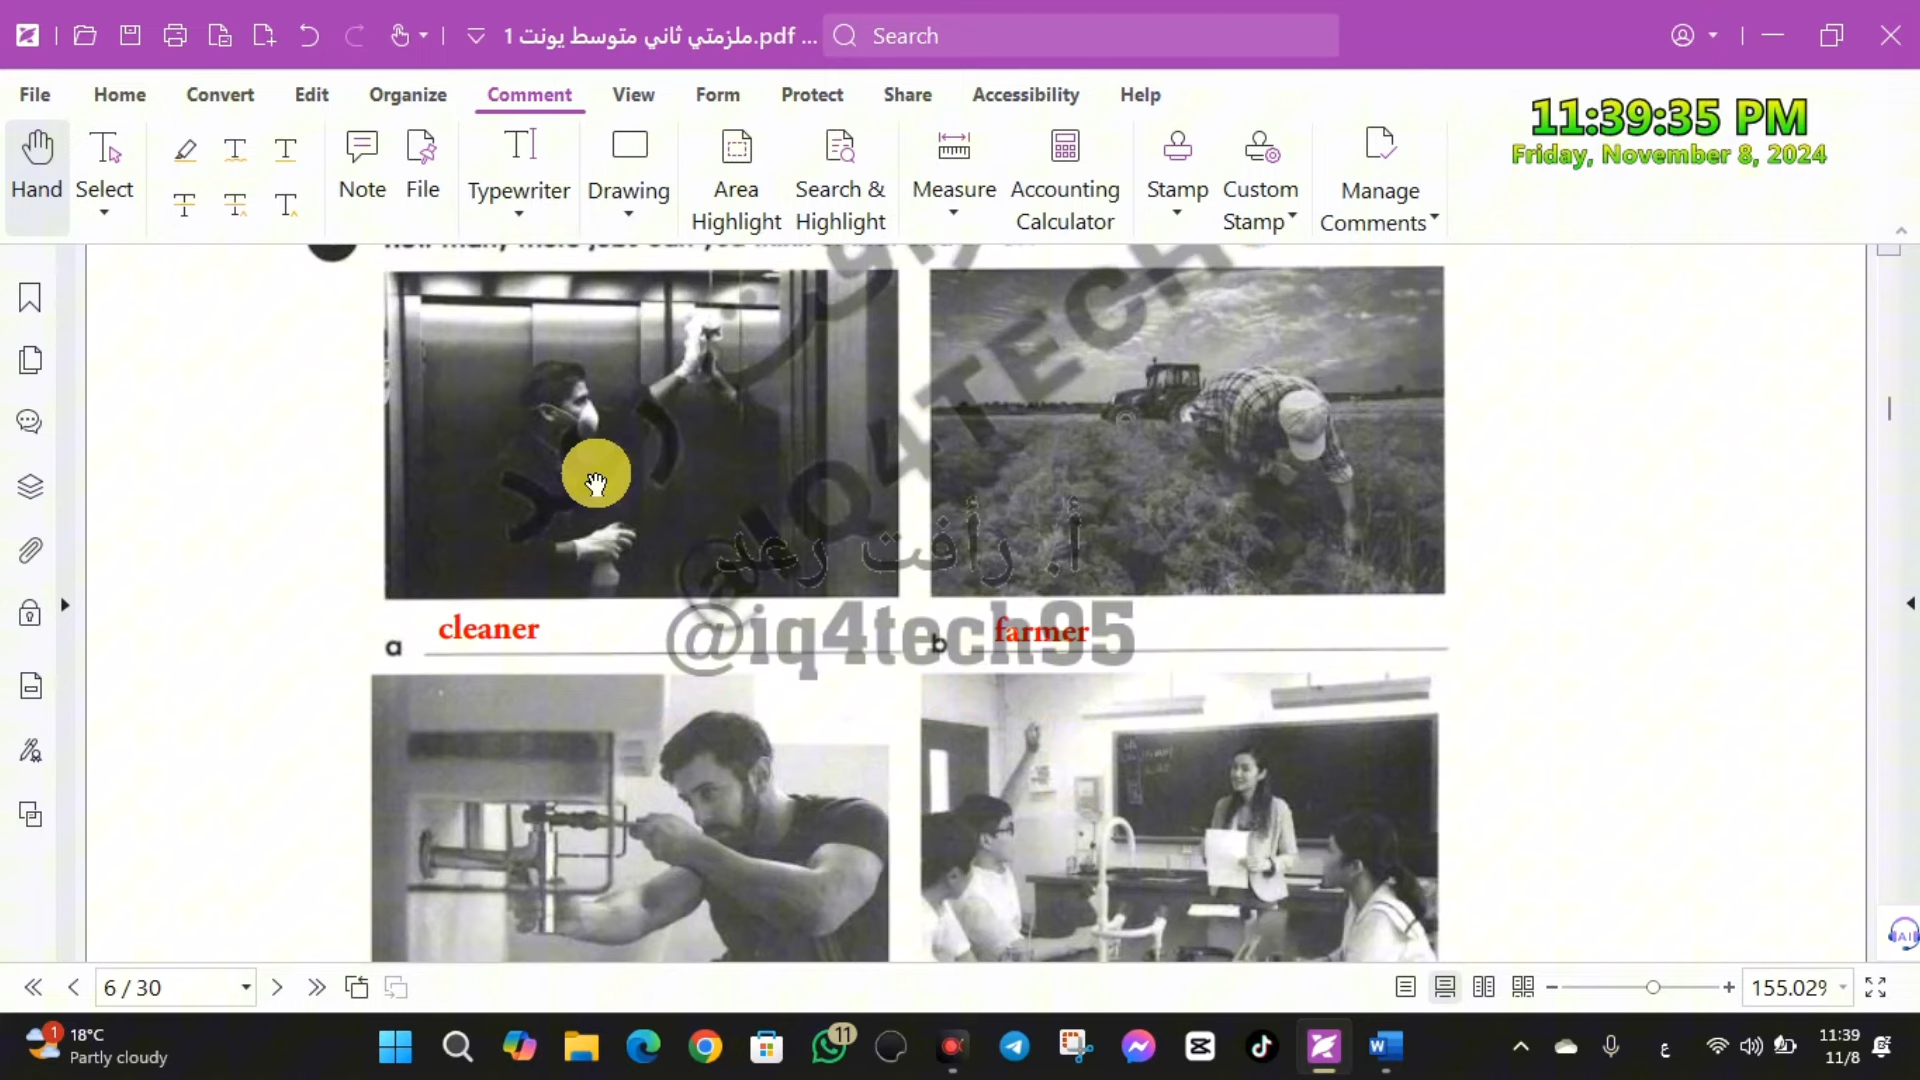 ملزمتي ثاني متوسط يونت 1.pdf ...
Search
File
Home
Convert
Edit
Organize
Comment
View
Form
Protect
Share
Accessibility
Help
11:39:35 PM
Friday, November 8, 2024
Hand
Select
Note
File
Typewriter
Drawing
Area Highlight
Search & Highlight
Measure
Accounting Calculator
Stamp
Custom Stamp
Manage Comments
IQ4TECH
أ. رأفت رعد
@iq4tech95
a cleaner
b farmer
6 / 30
155.029
AI
1
18°C
Partly cloudy
11
ع
11:39
11/8